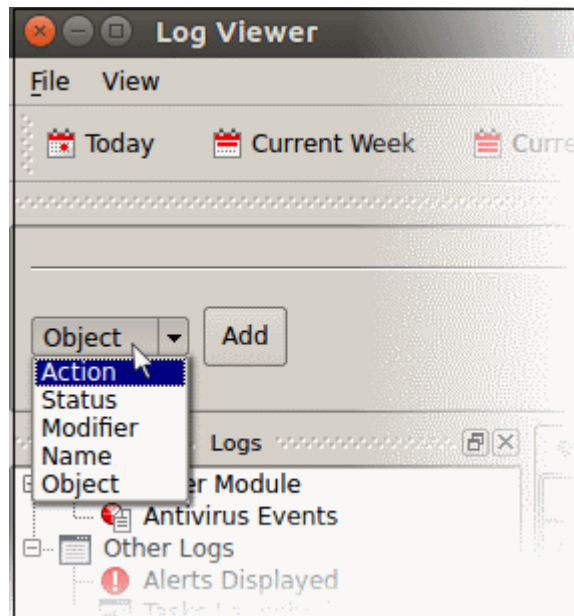 Log Viewer
File View
Today Current Week
Object Add
Action
Status
Modifier
Name
Logs
Object Module
Antivirus Events
Other Logs
Alerts Displayed